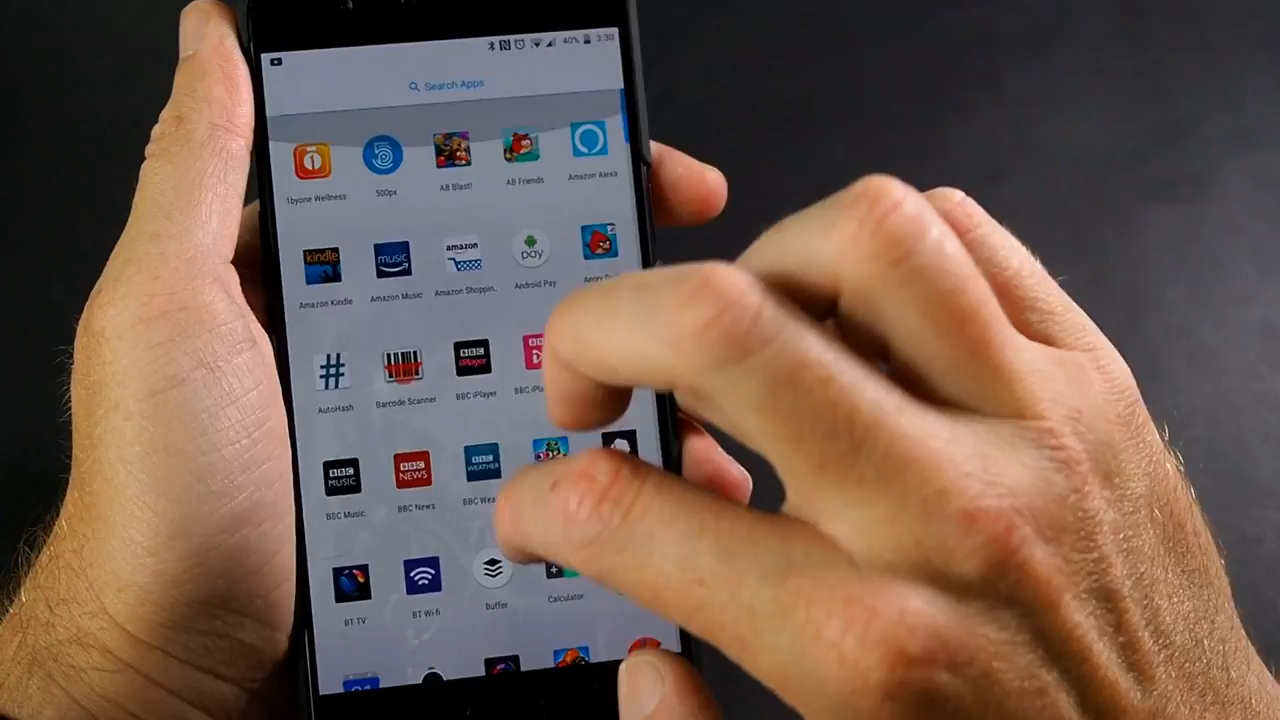 40% 3:30
Search Apps
1byone Wellness
500px
AB Blast!
AB Friends
Amazon Alexa
kindle
music
amazon
pay
Amazon Kindle
Amazon Music
Amazon Shoppin..
Android Pay
#
BBC
iPlayer
AutoHash
Barcode Scanner
BBC iPlayer
BBC
MUSIC
BBC
NEWS
BBC
WEATHER
BBC Music
BBC News
BBC
BT TV
BT Wi-fi
Buffer
Calculator